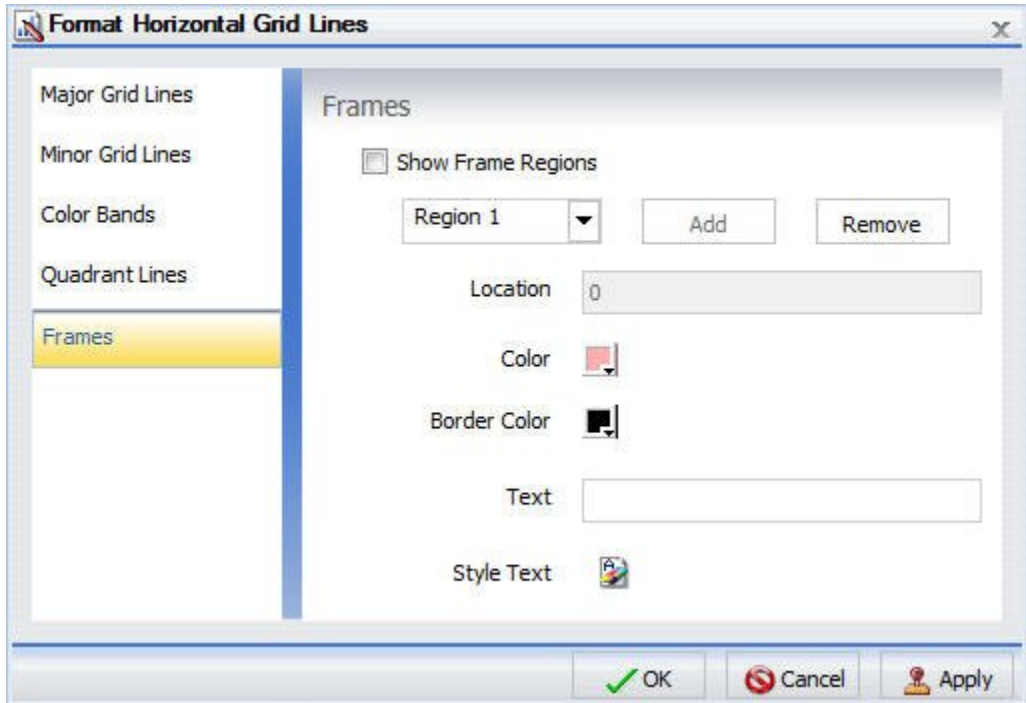 Format Horizontal Grid Lines
x
Major Grid Lines
Minor Grid Lines
Color Bands
Quadrant Lines
Frames
Frames
Show Frame Regions
Region 1 Add Remove
Location 0
Color
Border Color
Text
Style Text
OK Cancel Apply